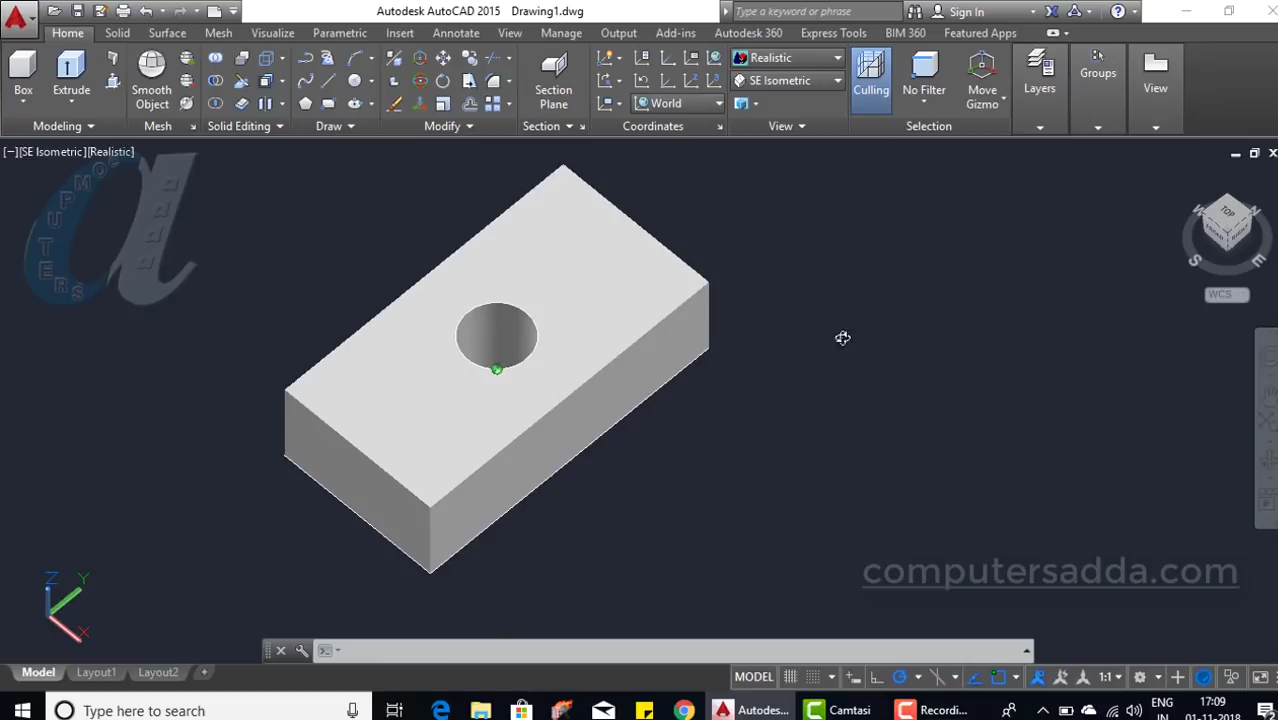 Autodesk AutoCAD 2015 Drawing1.dwg
Type a keyword or phrase
Sign In
Home Solid Surface Mesh Visualize Parametric Insert Annotate View Manage Output Add-ins Autodesk 360 Express Tools BIM 360 Featured Apps
Realistic
SE Isometric
World
Box Extrude Smooth Object Section Plane Culling No Filter Move Gizmo Layers Groups View
Modeling Mesh Solid Editing Draw Modify Section Coordinates View Selection
[−][SE Isometric][Realistic]
COMPUTERS
adda
TOP
W N S E
WCS
computersadda.com
Z Y X
Model Layout1 Layout2 +
MODEL 1:1
Type here to search
Autodes...
Camtasi
Recordi...
ENG
IN
17:09
01-11-2018